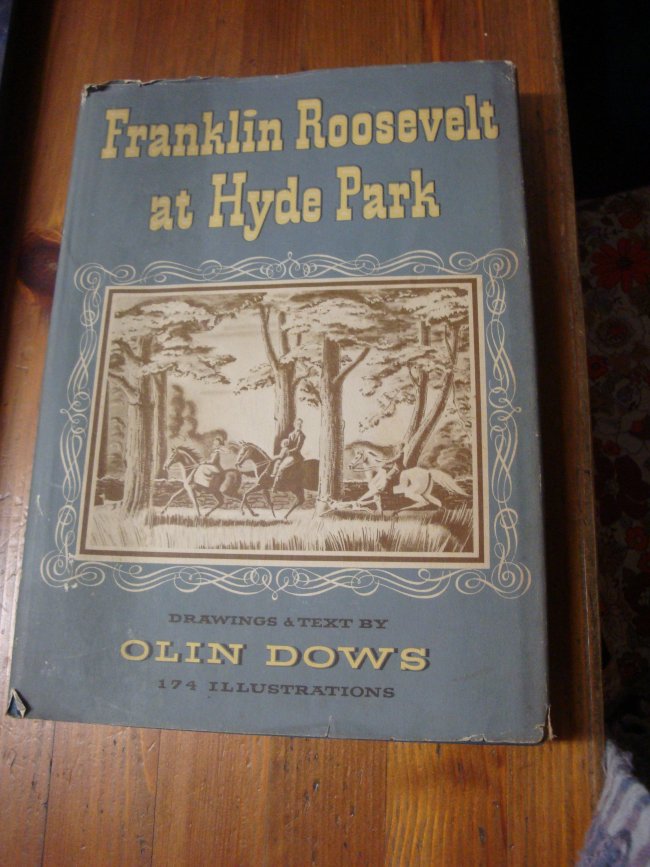 Franklin Roosevelt
at Hyde Park
DRAWINGS & TEXT BY
OLIN DOWS
174 ILLUSTRATIONS